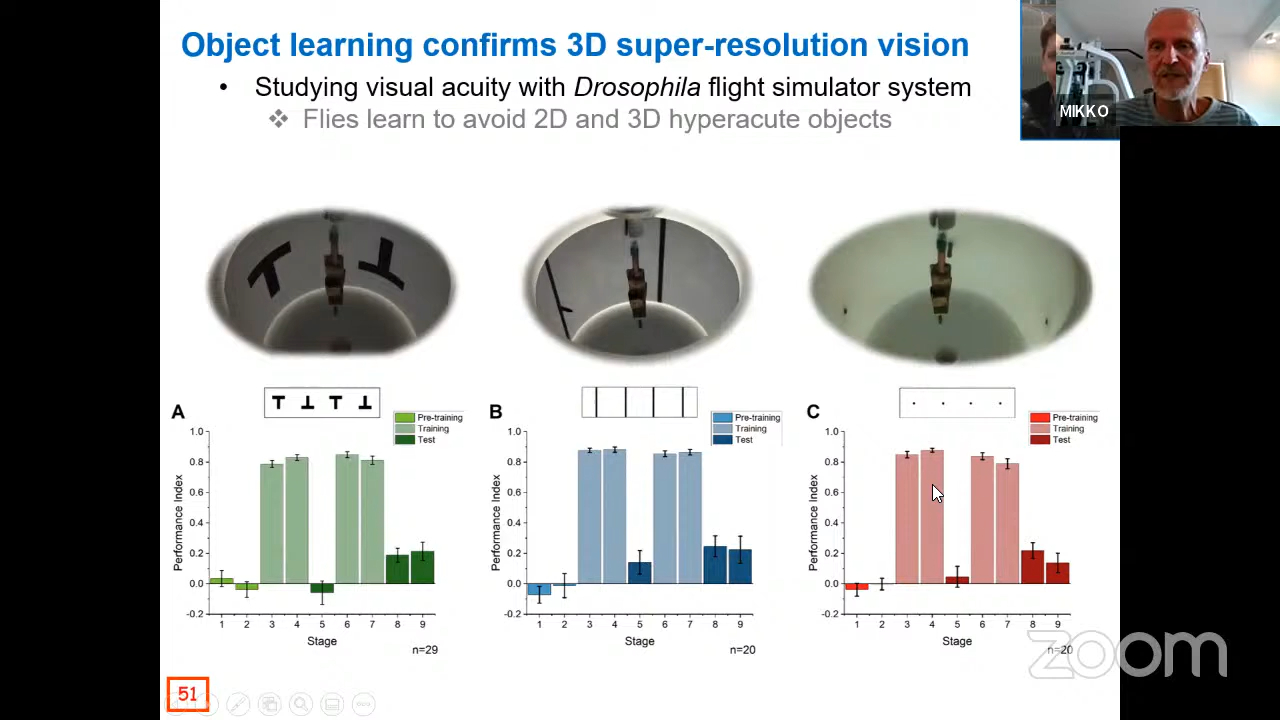 Object learning confirms 3D super-resolution vision
• Studying visual acuity with Drosophila flight simulator system
❖ Flies learn to avoid 2D and 3D hyperacute objects
MIKKO
A
B
C
Pre-training
Training
Test
Pre-training
Training
Test
Pre-training
Training
Test
Performance Index
1.0
0.8
0.6
0.4
0.2
0.0
-0.2
1 2 3 4 5 6 7 8 9
Stage
n=29
Performance Index
1.0
0.8
0.6
0.4
0.2
0.0
-0.2
1 2 3 4 5 6 7 8 9
Stage
n=20
Performance Index
1.0
0.8
0.6
0.4
0.2
0.0
-0.2
1 2 3 4 5 6 7 8 9
Stage
n=20
zoom
51